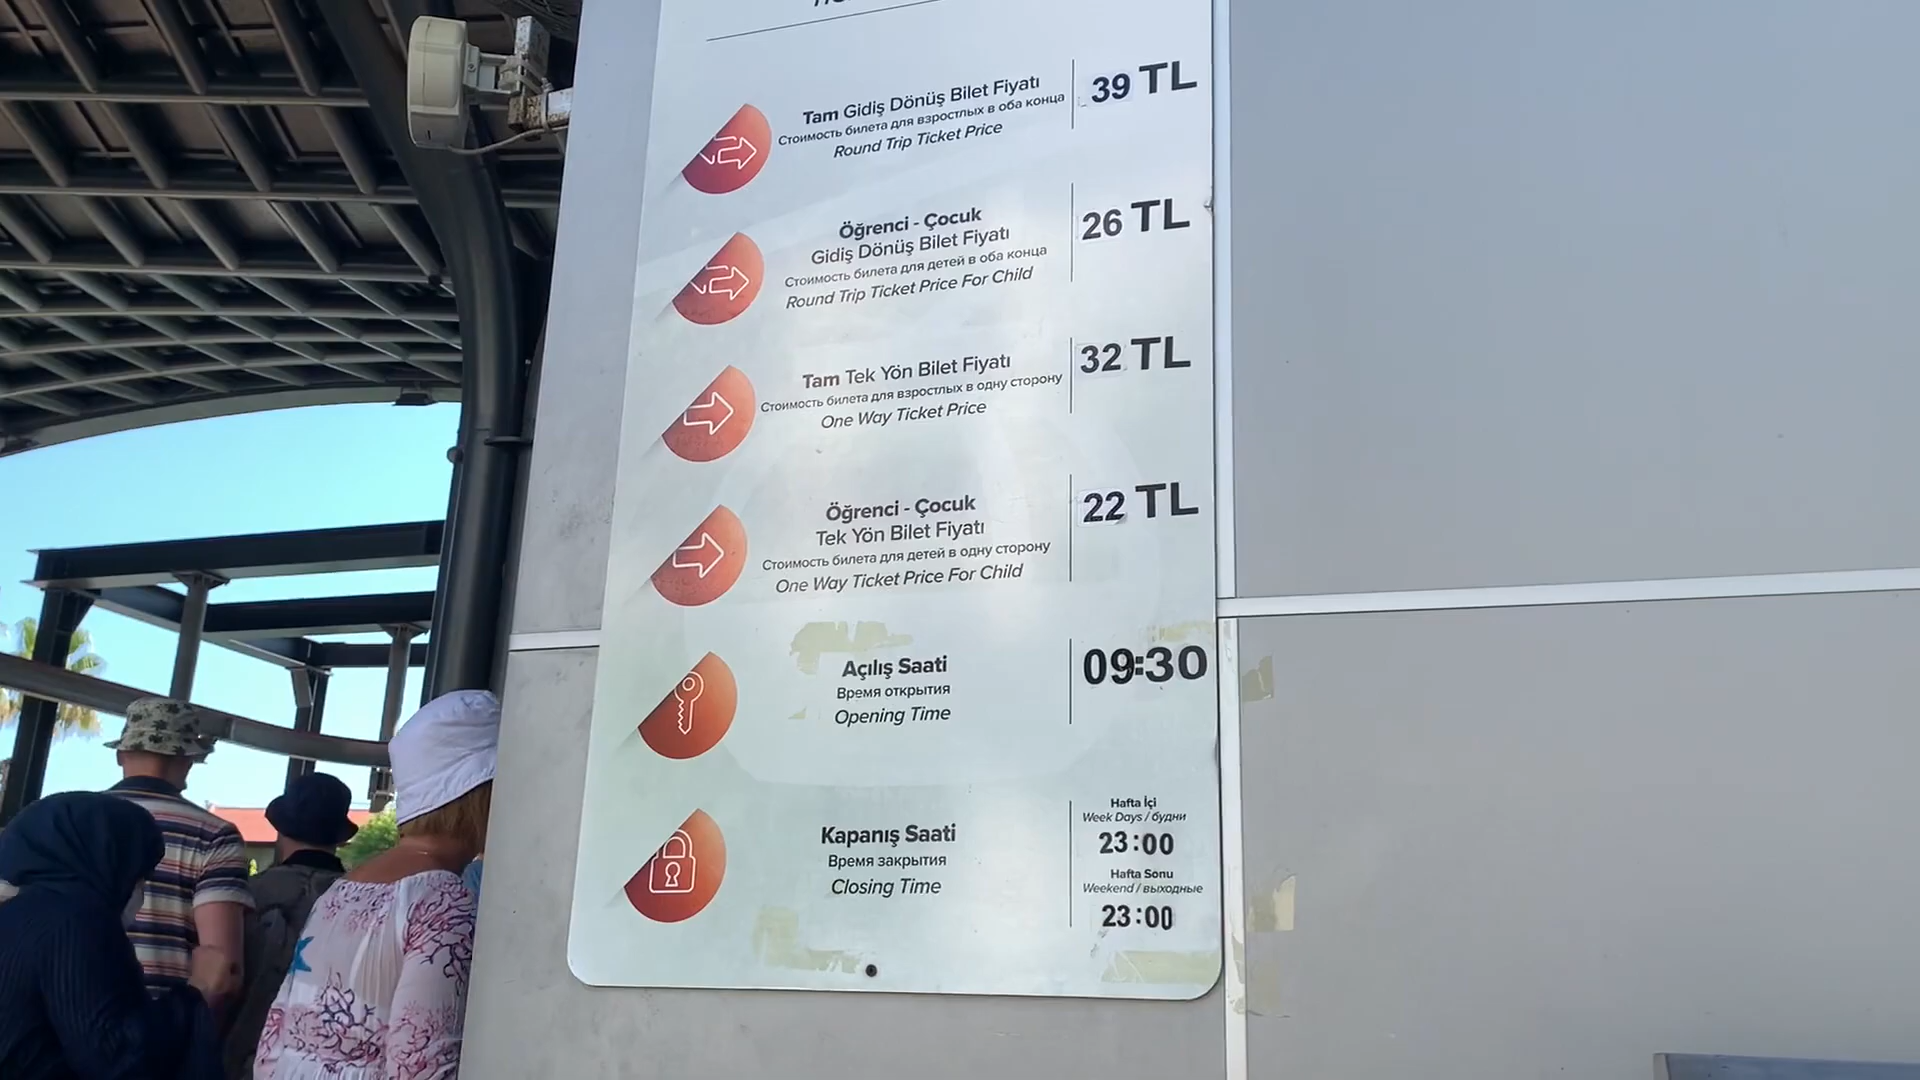 Tam Gidiş Dönüş Bilet Fiyatı
Стоимость билета для взрослых в оба конца
Round Trip Ticket Price
39 TL
Öğrenci - Çocuk
Gidiş Dönüş Bilet Fiyatı
Стоимость билета для детей в оба конца
Round Trip Ticket Price For Child
26 TL
Tam Tek Yön Bilet Fiyatı
Стоимость билета для взрослых в одну сторону
One Way Ticket Price
32 TL
Öğrenci - Çocuk
Tek Yön Bilet Fiyatı
Стоимость билета для детей в одну сторону
One Way Ticket Price For Child
22 TL
Açılış Saati
Время открытия
Opening Time
09:30
Kapanış Saati
Время закрытия
Closing Time
Hafta İçi
Week Days / будни
23:00
Hafta Sonu
Weekend / выходные
23:00